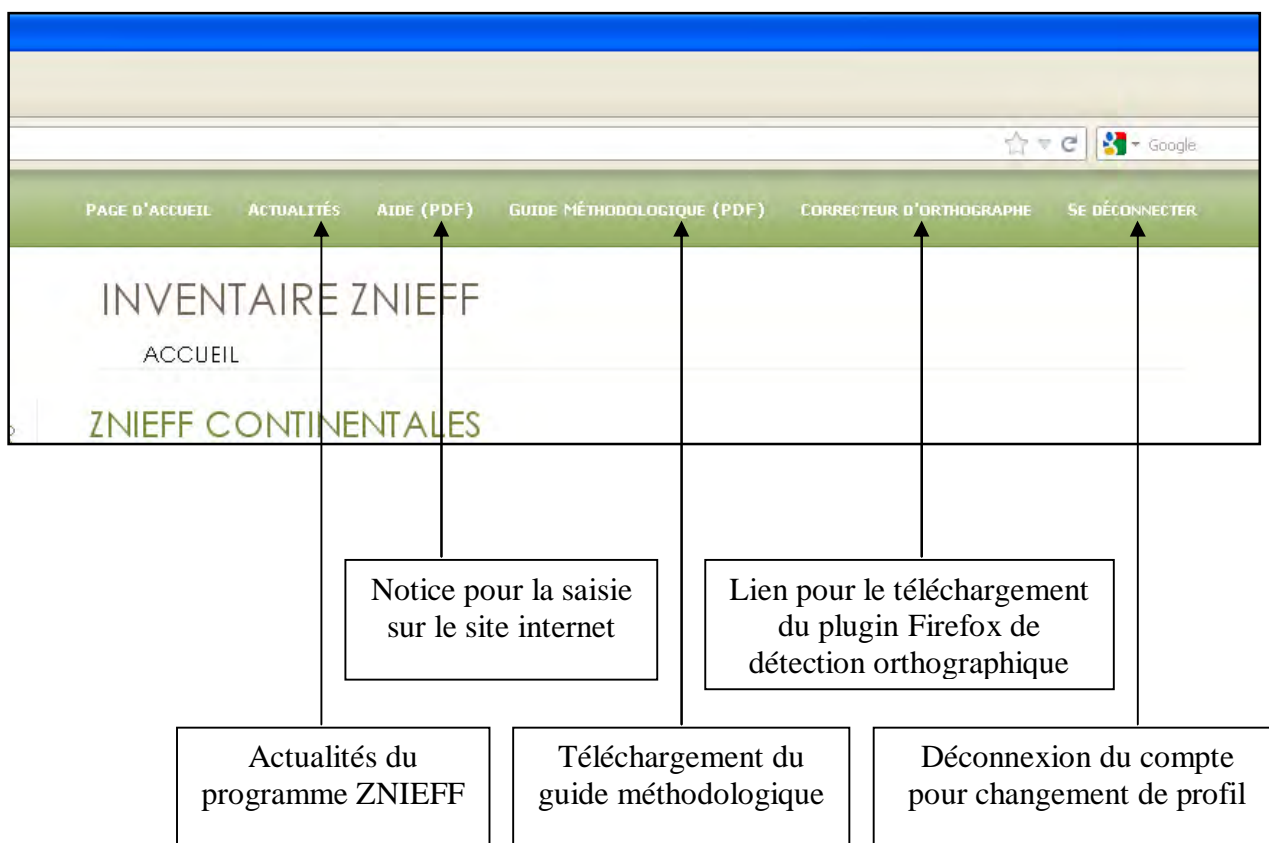 Google
PAGE D'ACCUEIL ACTUALITÉS AIDE (PDF) GUIDE MÉTHODOLOGIQUE (PDF) CORRECTEUR D'ORTHOGRAPHE SE DÉCONNECTER
INVENTAIRE ZNIEFF
ACCUEIL
ZNIEFF CONTINENTALES
Notice pour la saisie
sur le site internet
Lien pour le téléchargement
du plugin Firefox de
détection orthographique
Actualités du
programme ZNIEFF
Téléchargement du
guide méthodologique
Déconnexion du compte
pour changement de profil